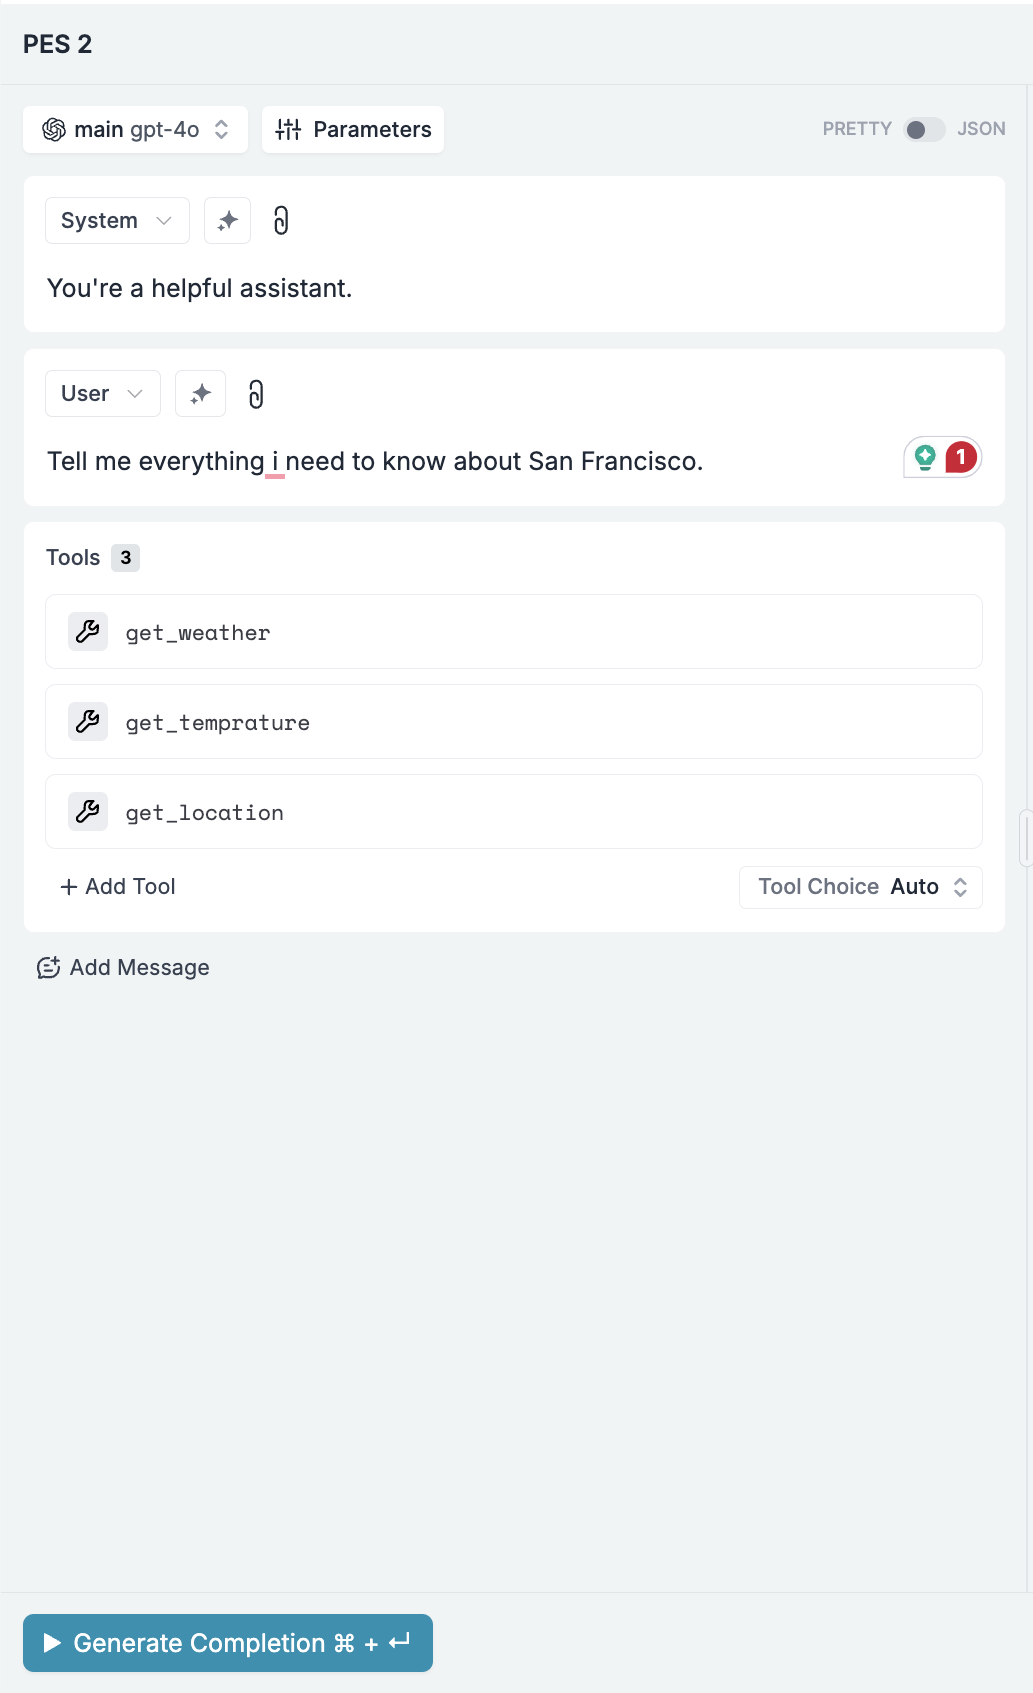 PES 2
main gpt-4o Parameters PRETTY JSON
System
You're a helpful assistant.
User
Tell me everything i need to know about San Francisco.
1
Tools 3
get_weather
get_temprature
get_location
+ Add Tool Tool Choice Auto
Add Message
Generate Completion ⌘ + ↵